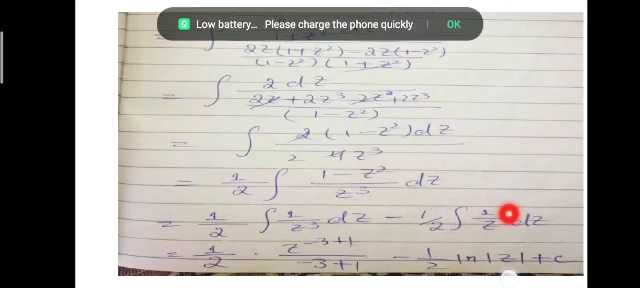 Low battery... Please charge the phone quickly OK
2z(1+z²) - 2z(1-z²)
(1-z²)(1+z²)
= ∫ 2dz
2z + 2z³ - 2z + 2z³
(1-z²)
= ∫ 2(1-z²)dz
2 4z³
= 1/2 ∫ 1-z²/z³ dz
= 1/2 ∫ 1/z³ dz - 1/2 ∫ 1/z dz
= 1/2 · z⁻³⁺¹/-3+1 - 1/2 ln|z| + c